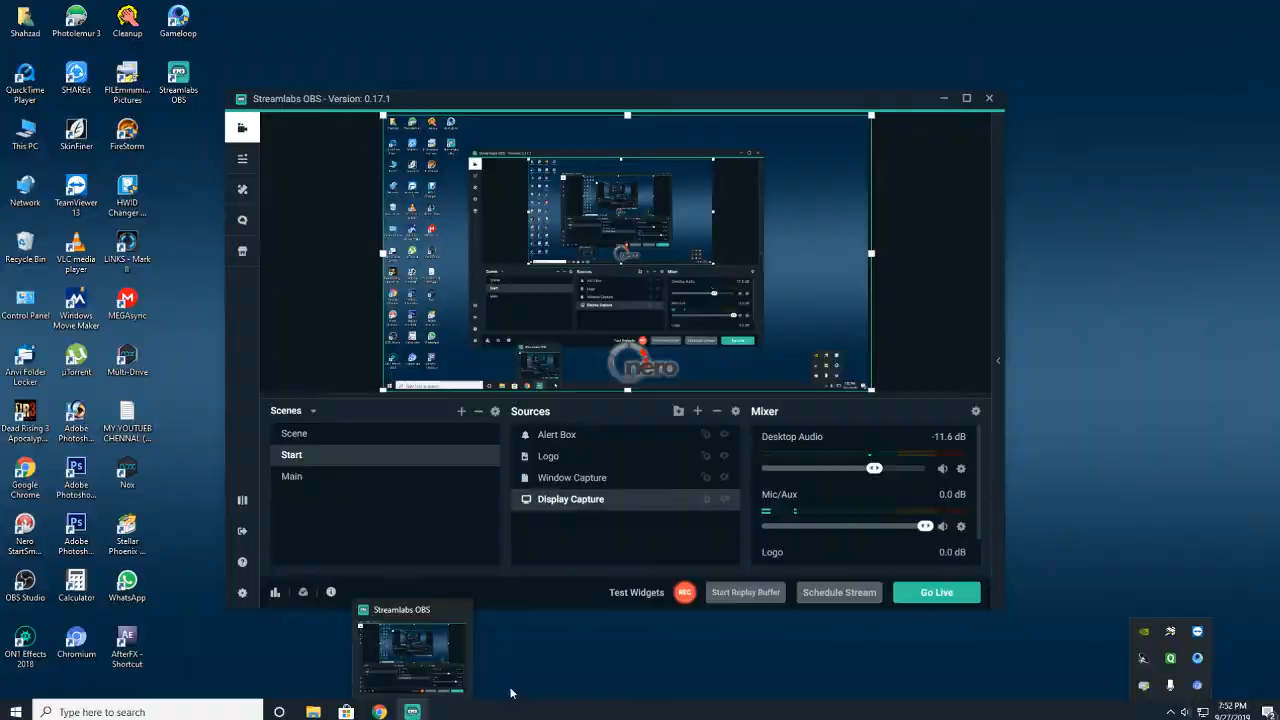 Shahzad
Photolemur 3
Cleanup
Gameloop
QuickTime Player
SHAREit
FILEminimizer Pictures
Streamlabs OBS
This PC
SkinFiner
FireStorm
Network
TeamViewer 13
HWID Changer-...
Recycle Bin
VLC media player
LINKS - Mark II
Control Panel
Windows Movie Maker
MEGAsync
Anvi Folder Locker
µTorrent
Multi-Drive
Dead Rising 3 Apocalyp...
Adobe Photosh...
MY YOUTUEB CHENNAL (...
Google Chrome
Adobe Photosho...
Nox
Nero StartSm...
Adobe Photosh...
Stellar Phoenix ...
OBS Studio
Calculator
WhatsApp
ON1 Effects 2018
Chromium
AfterFX - Shortcut
Streamlabs OBS - Version: 0.17.1
nero
Scenes
Scene
Start
Main
Sources
Alert Box
Logo
Window Capture
Display Capture
Mixer
Desktop Audio -11.6 dB
Mic/Aux 0.0 dB
Logo 0.0 dB
Test Widgets
REC
Start Replay Buffer
Schedule Stream
Go Live
Streamlabs OBS
Type here to search
7:52 PM
9/27/2019